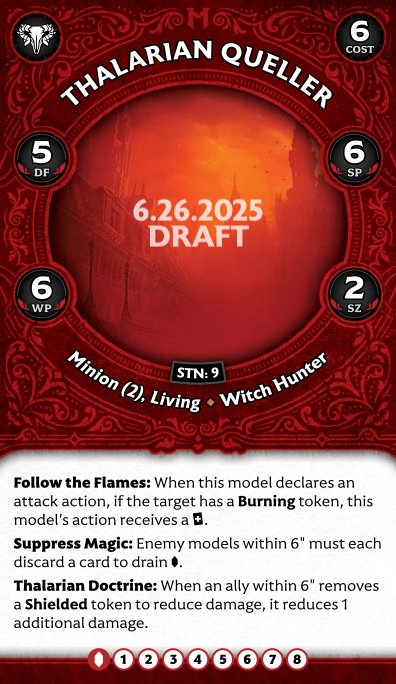 6
COST
THALARIAN QUELLER
5
DF
6
SP
6.26.2025
DRAFT
6
WP
2
SZ
STN: 9
Minion (2), Living • Witch Hunter
Follow the Flames: When this model declares an
attack action, if the target has a Burning token, this
model's action receives a .
Suppress Magic: Enemy models within 6" must each
discard a card to drain .
Thalarian Doctrine: When an ally within 6" removes
a Shielded token to reduce damage, it reduces 1
additional damage.
1 2 3 4 5 6 7 8